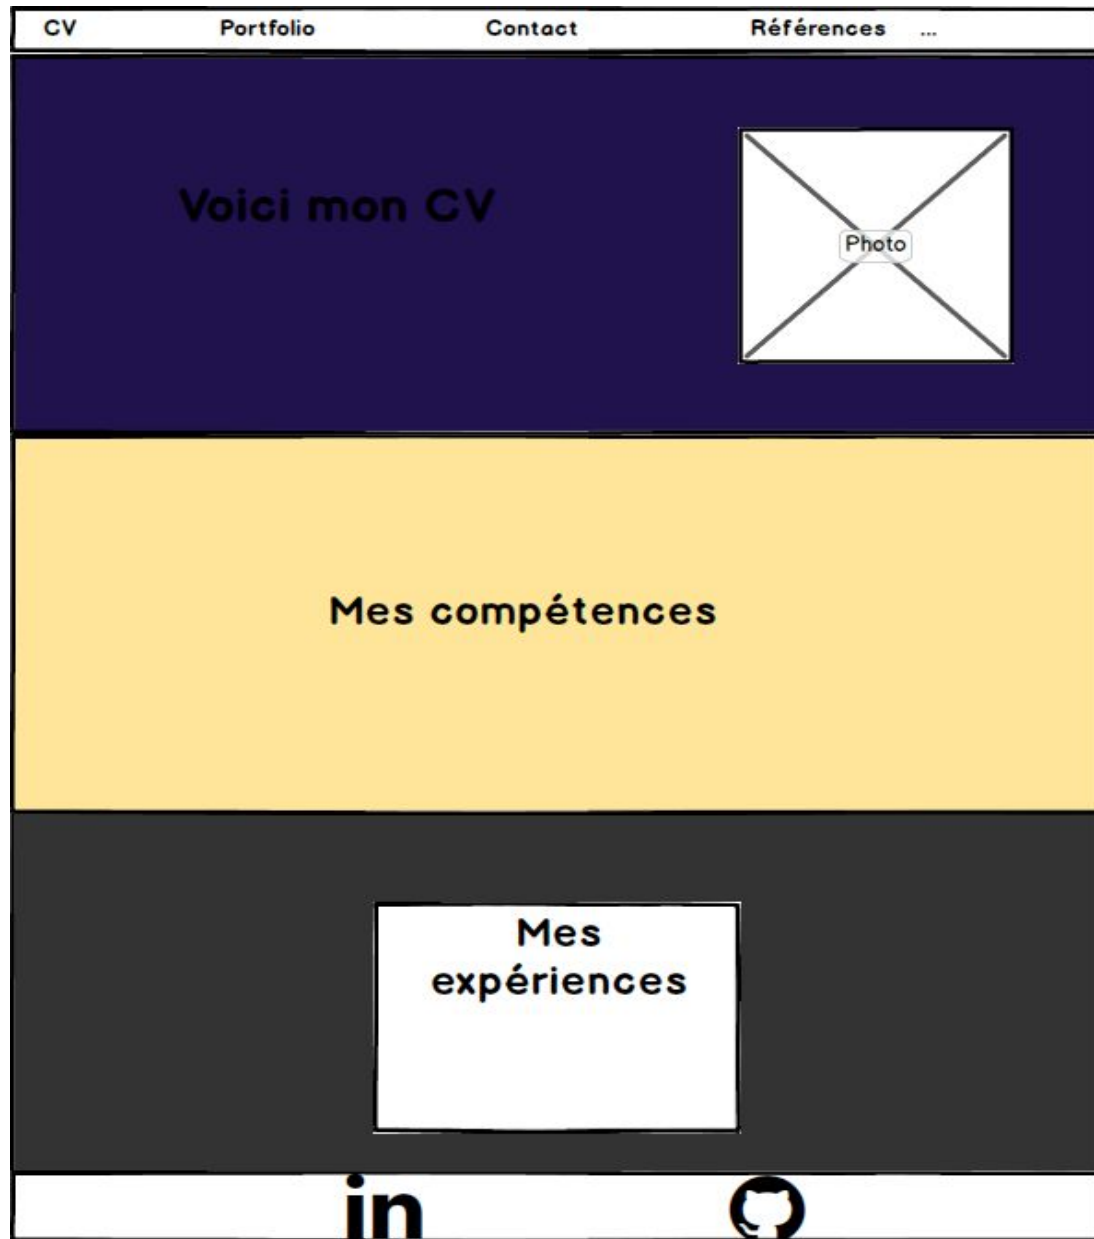 CV Portfolio Contact Références ...
Voici mon CV
Photo
Mes compétences
Mes
expériences
in